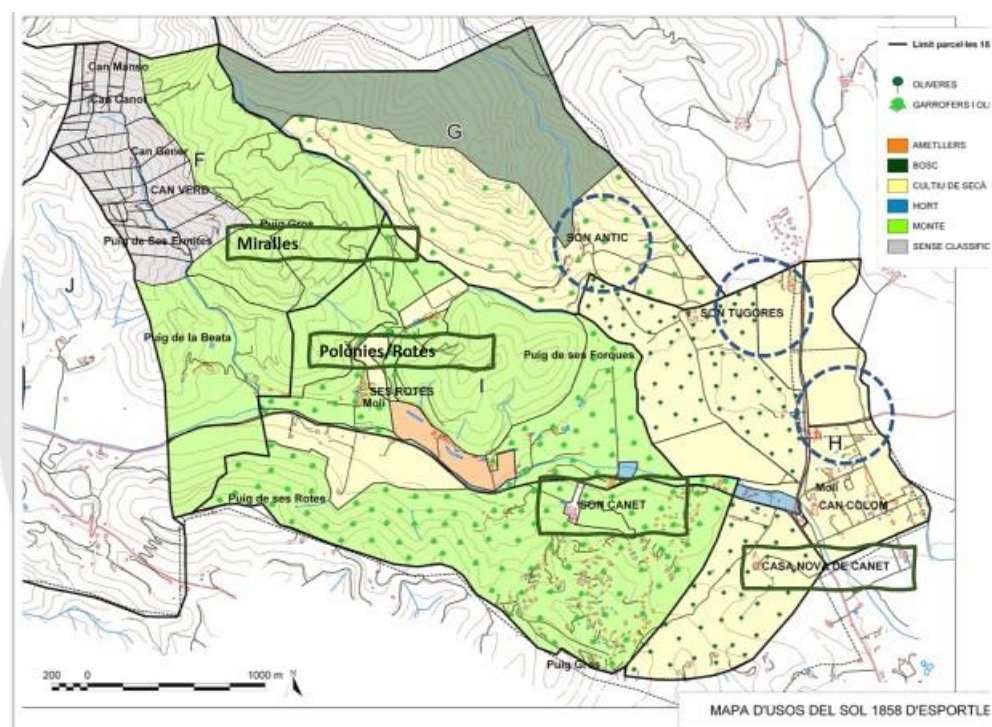 Can Manso
Can Canot
Can Gener
F
CAN VERD
Puig Gros
Puig de Ses Ermites
Miralles
G
J
SON ANTIC
SON TUGORES
Puig de la Beata
Polònies/Rotes
Puig de ses Forques
SES ROTES
Molí
I
H
Puig de ses Rotes
SON CANET
Molí
CAN COLOM
CASA NOVA DE CANET
Puig Gros
Limit parcel·les 18
OLIVERES
GARROFERS I OLI
AMETLLERS
BOSC
CULTIU DE SECÀ
HORT
MONTE
SENSE CLASSIFIC
200 0 1000 m
N
MAPA D'USOS DEL SOL 1858 D'ESPORLE